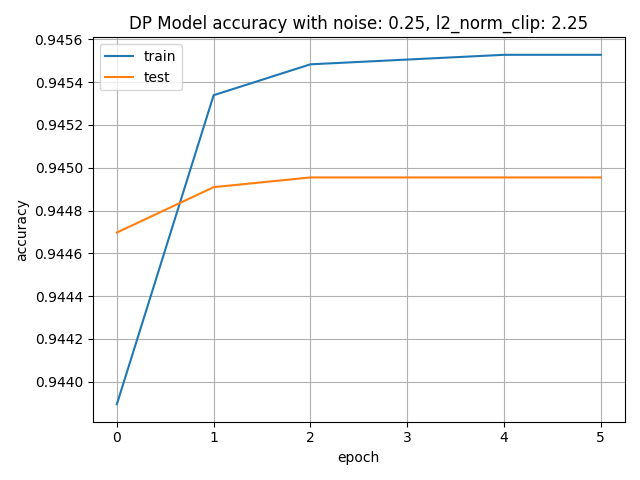 DP Model accuracy with noise: 0.25, l2_norm_clip: 2.25
train
test
accuracy
0.9456
0.9454
0.9452
0.9450
0.9448
0.9446
0.9444
0.9442
0.9440
0 1 2 3 4 5
epoch